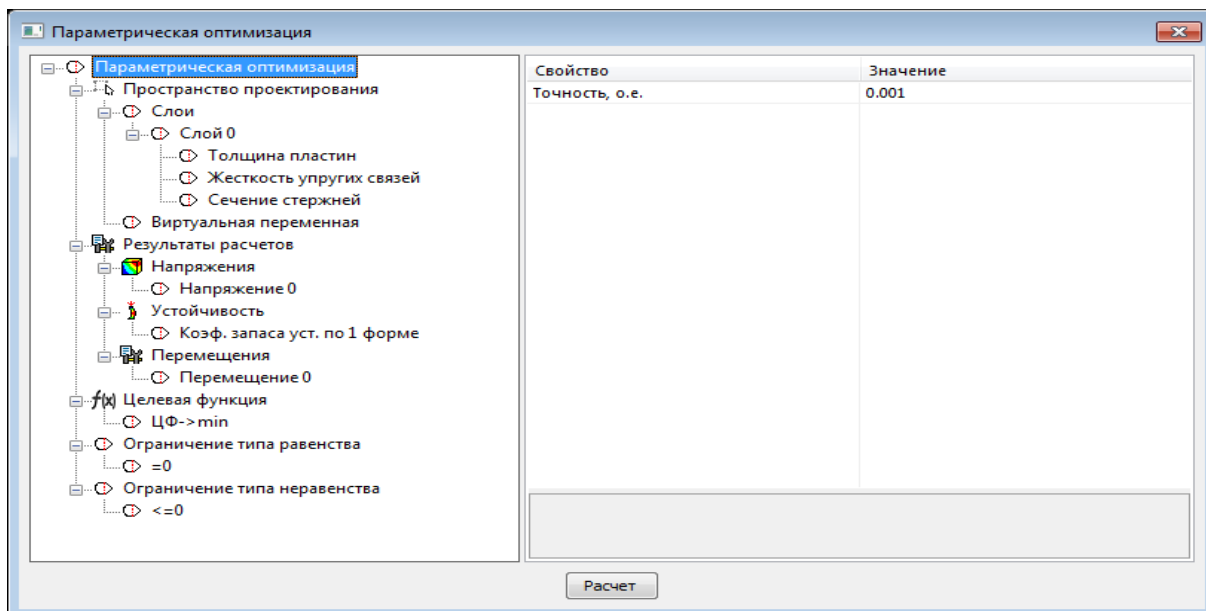 Параметрическая оптимизация
Параметрическая оптимизация
Пространство проектирования
Слои
Слой 0
Толщина пластин
Жесткость упругих связей
Сечение стержней
Виртуальная переменная
Результаты расчетов
Напряжения
Напряжение 0
Устойчивость
Коэф. запаса уст. по 1 форме
Перемещения
Перемещение 0
f(x) Целевая функция
ЦФ->min
Ограничение типа равенства
=0
Ограничение типа неравенства
<=0
Свойство Значение
Точность, о.е. 0.001
Расчет